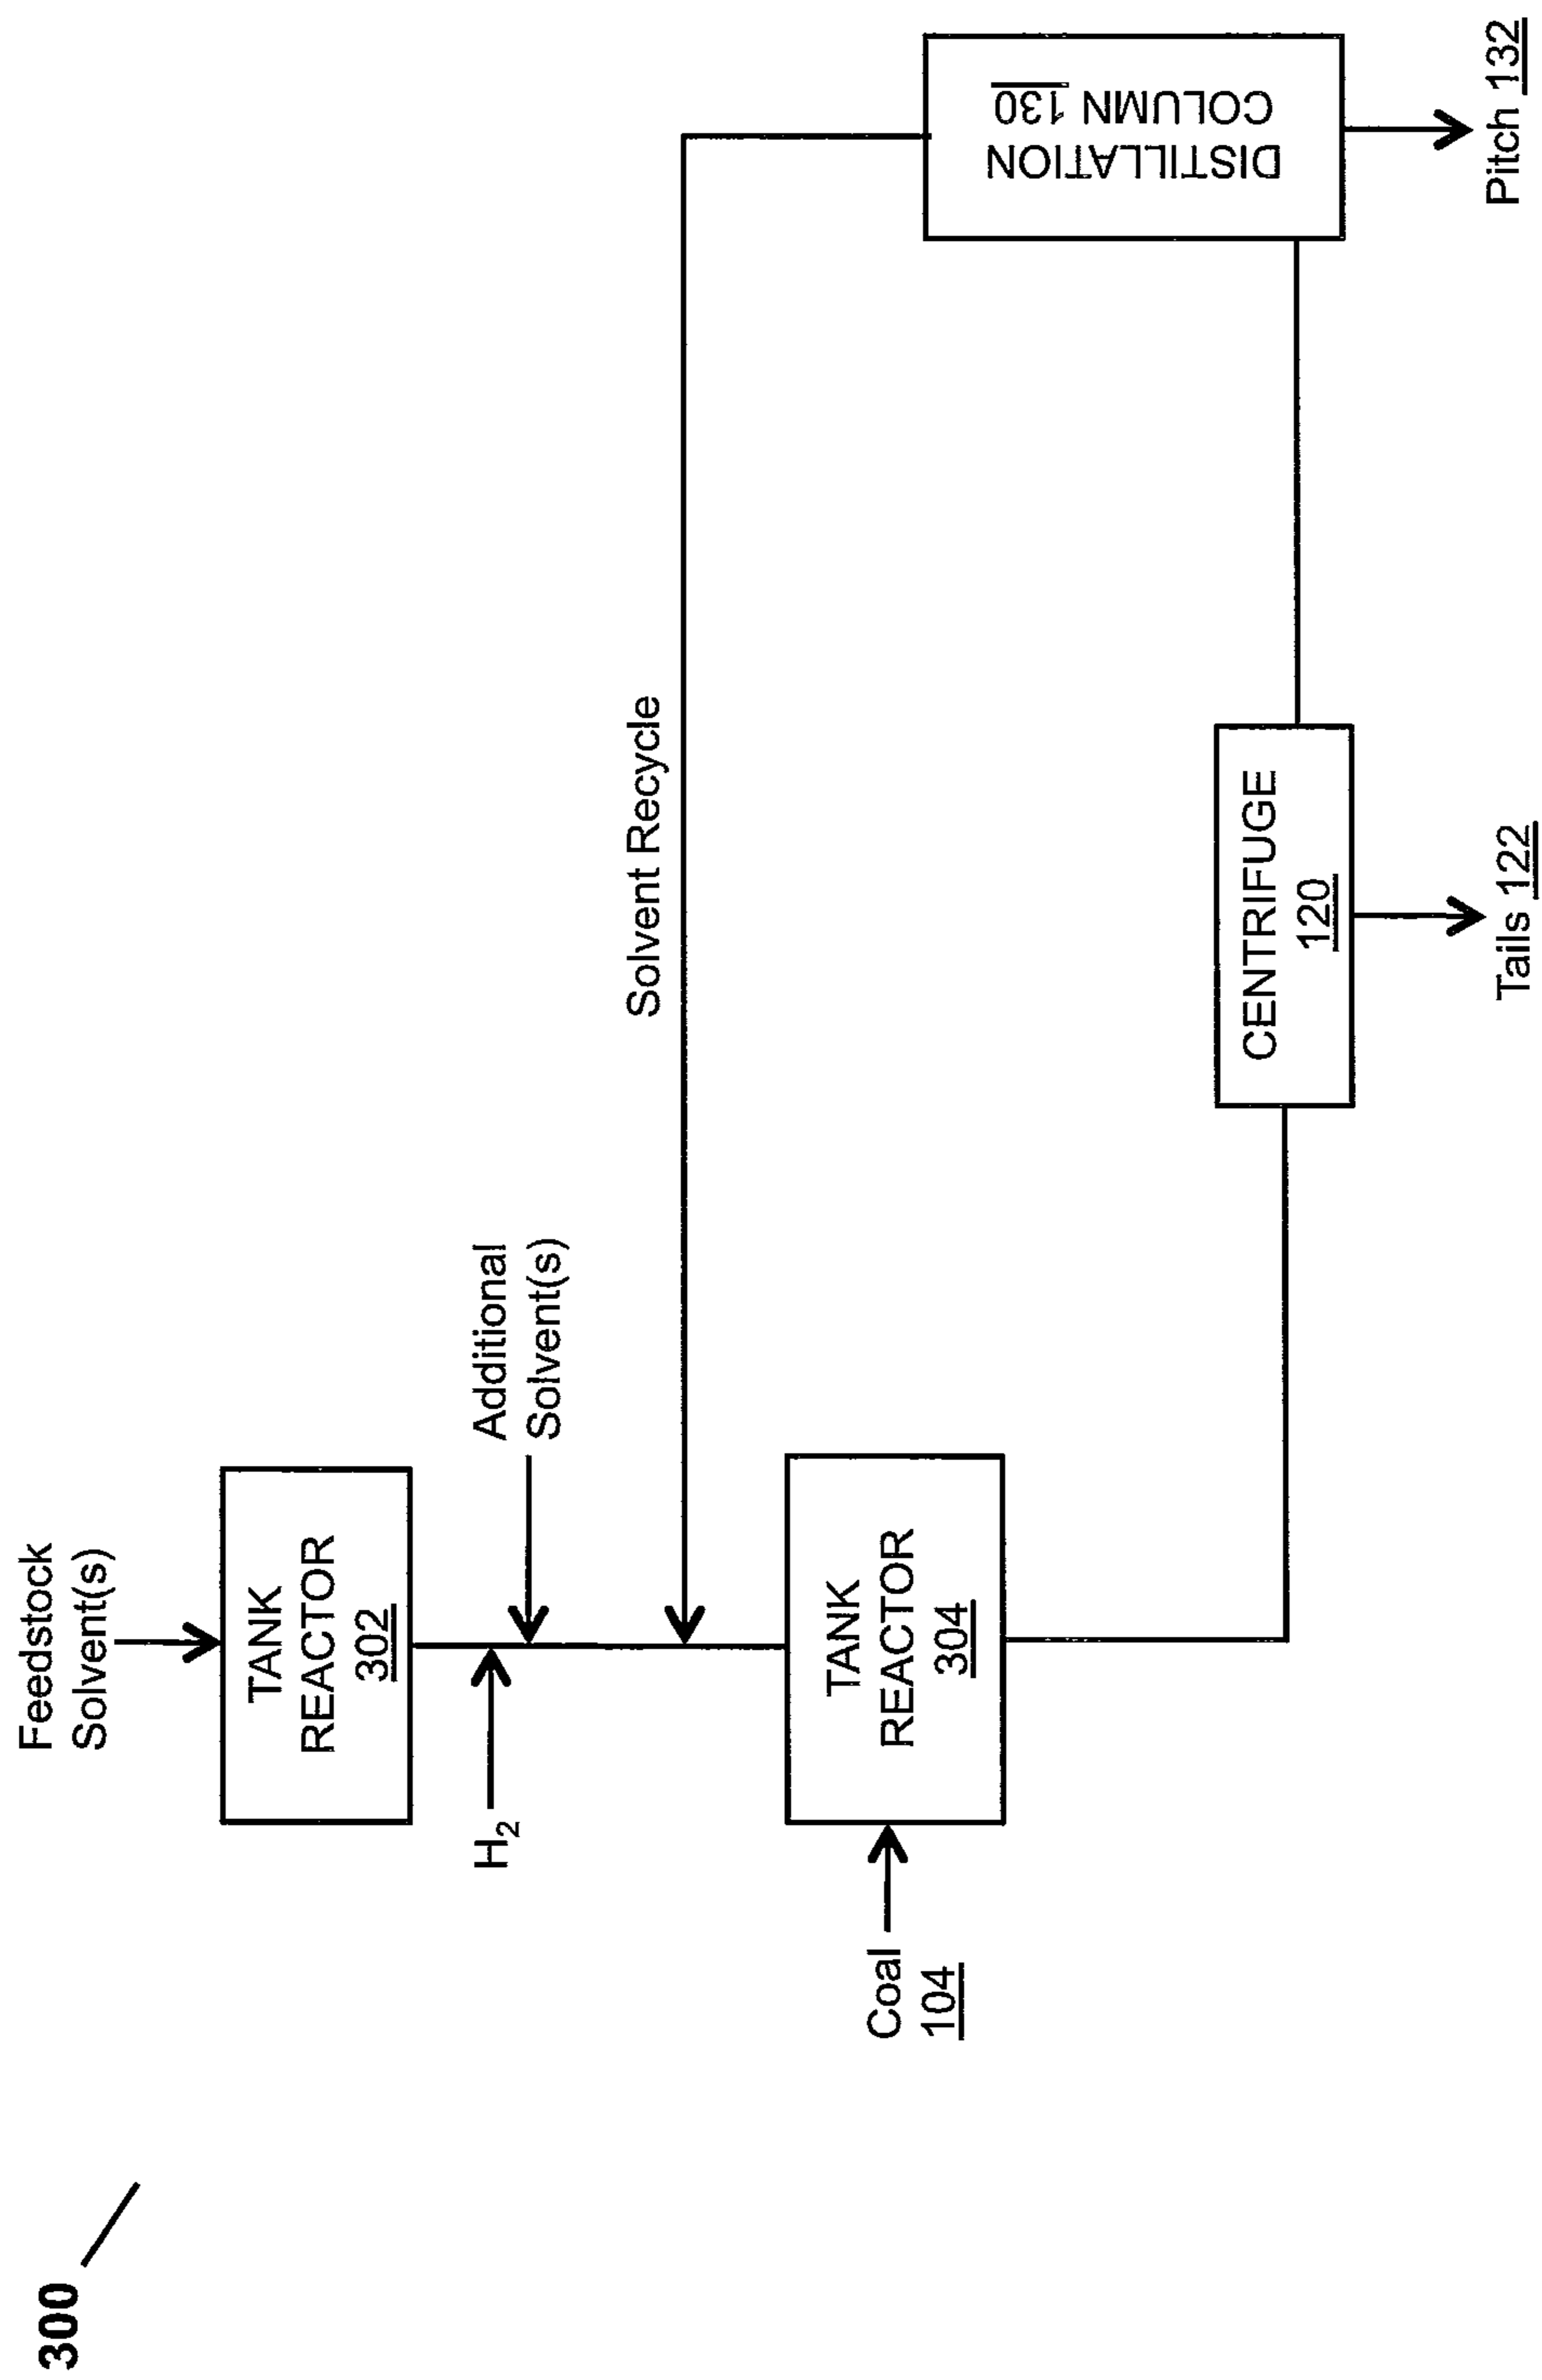 300
Feedstock
Solvent(s)
TANK
REACTOR
302
H₂
Additional
Solvent(s)
Solvent Recycle
Coal
104
TANK
REACTOR
304
CENTRIFUGE
120
Tails 122
DISTILLATION
COLUMN 130
Pitch 132